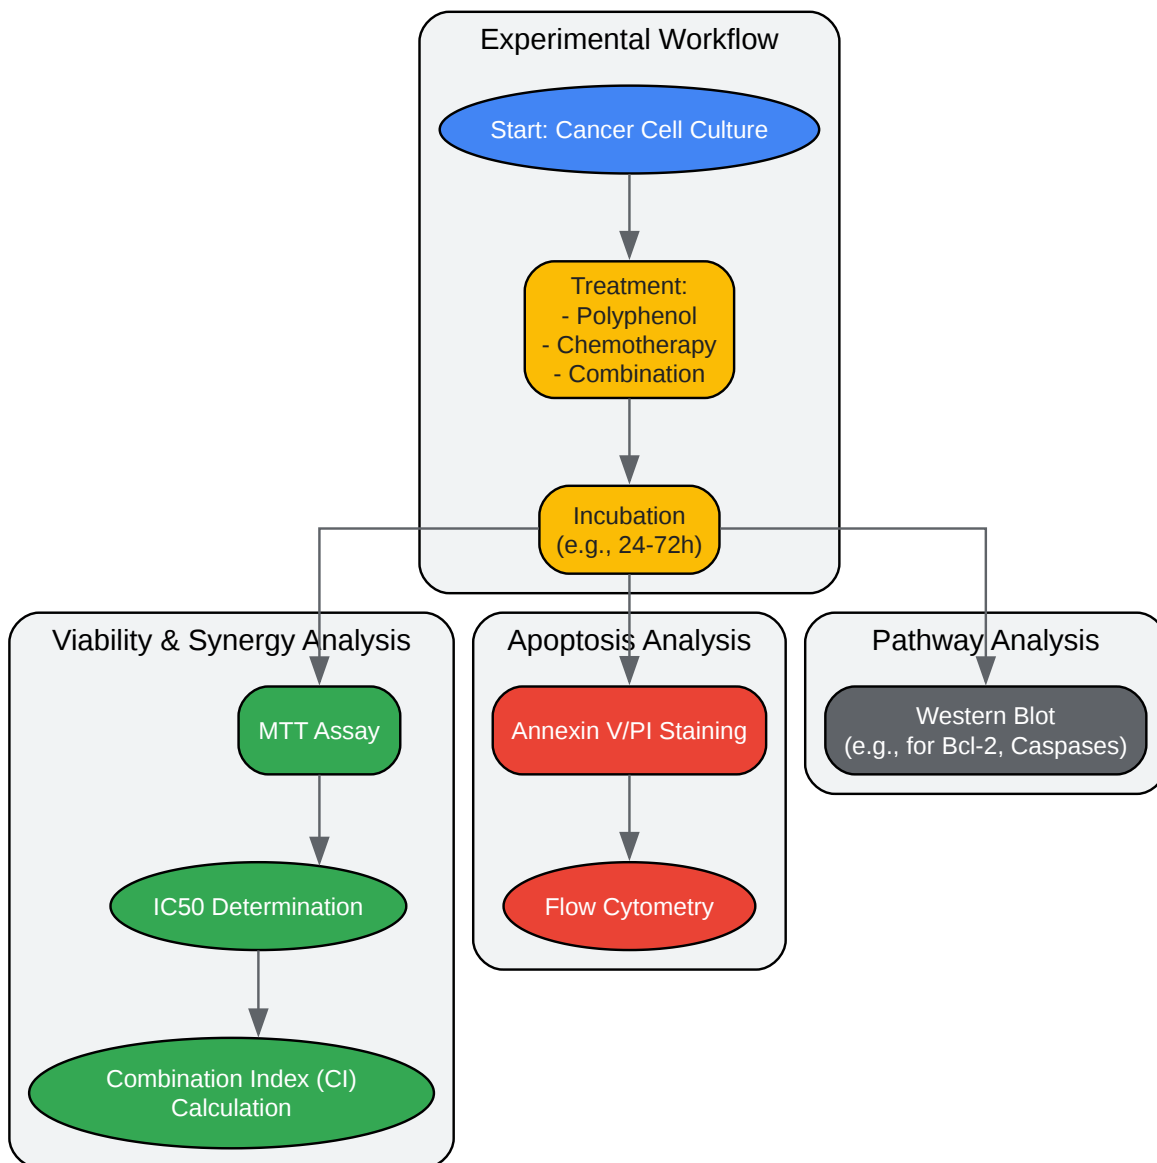 Experimental Workflow
Start: Cancer Cell Culture
Treatment:
- Polyphenol
- Chemotherapy
- Combination
Incubation
(e.g., 24-72h)
Viability & Synergy Analysis
MTT Assay
IC50 Determination
Combination Index (CI)
Calculation
Apoptosis Analysis
Annexin V/PI Staining
Flow Cytometry
Pathway Analysis
Western Blot
(e.g., for Bcl-2, Caspases)